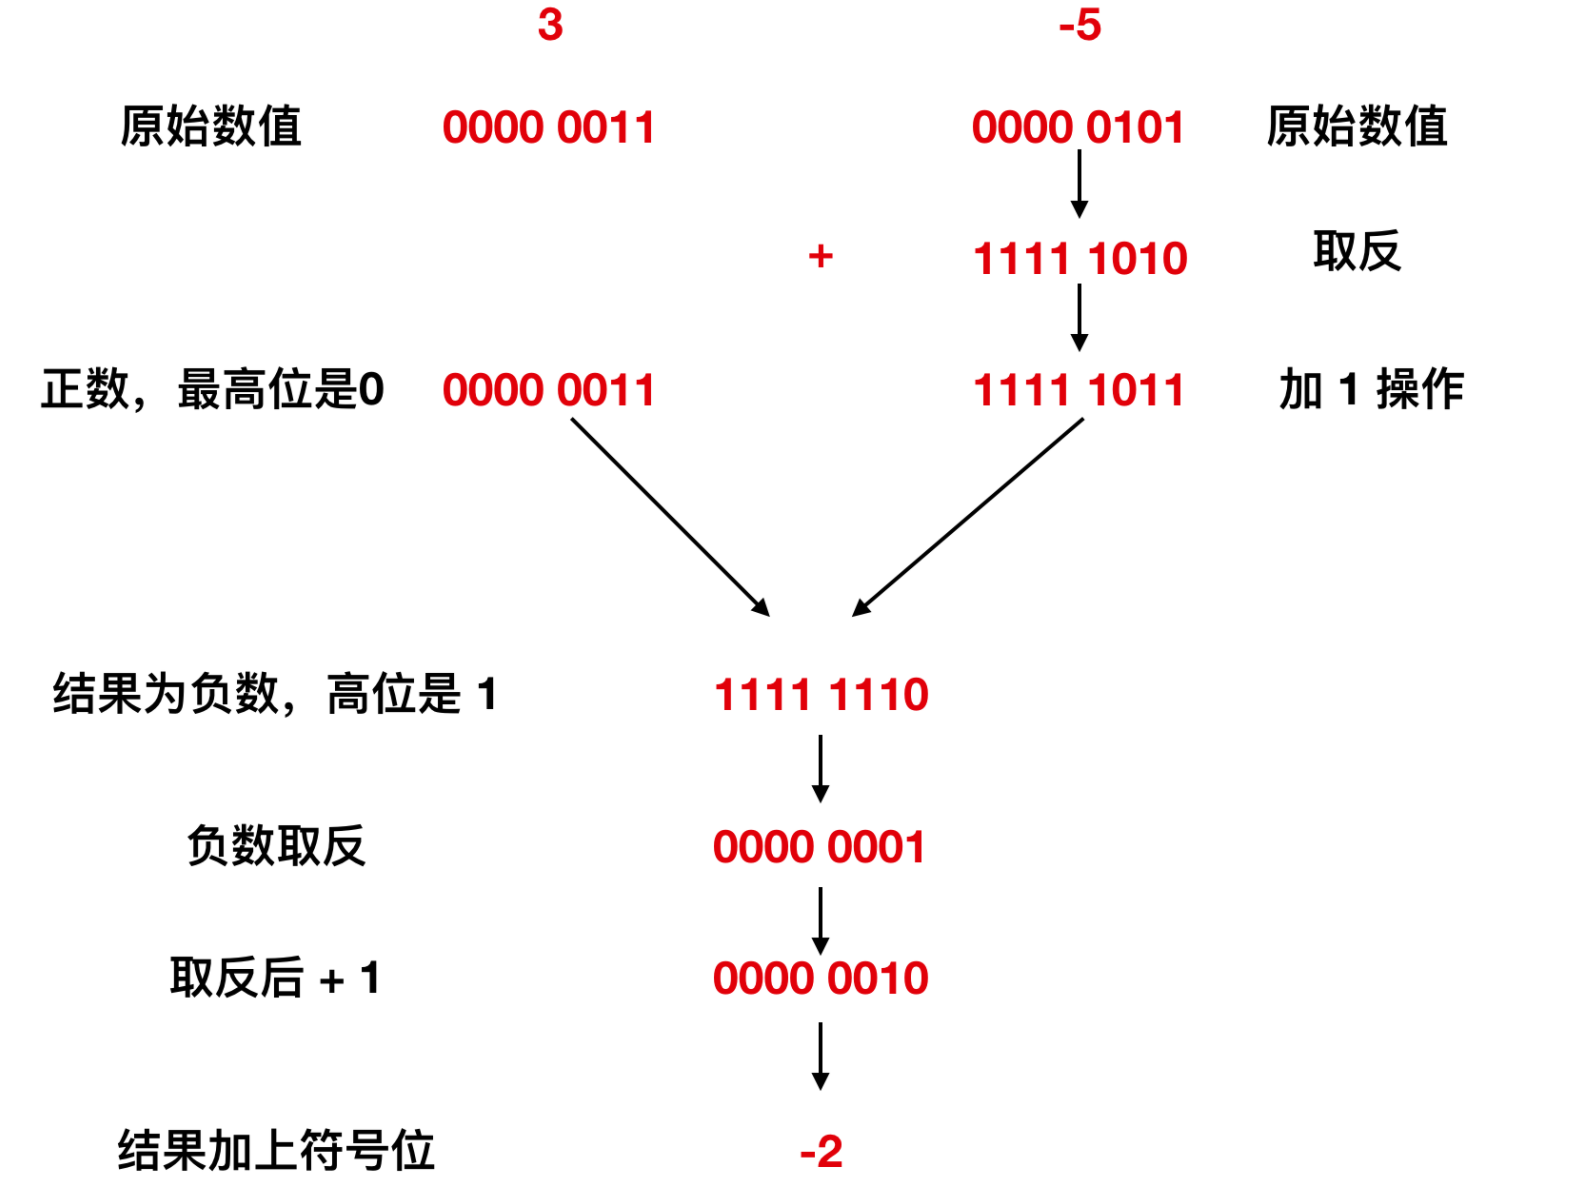 3 -5
原始数值 0000 0011 0000 0101 原始数值
+ 1111 1010 取反
正数，最高位是0 0000 0011 1111 1011 加 1 操作
结果为负数，高位是 1 1111 1110
负数取反 0000 0001
取反后 + 1 0000 0010
结果加上符号位 -2